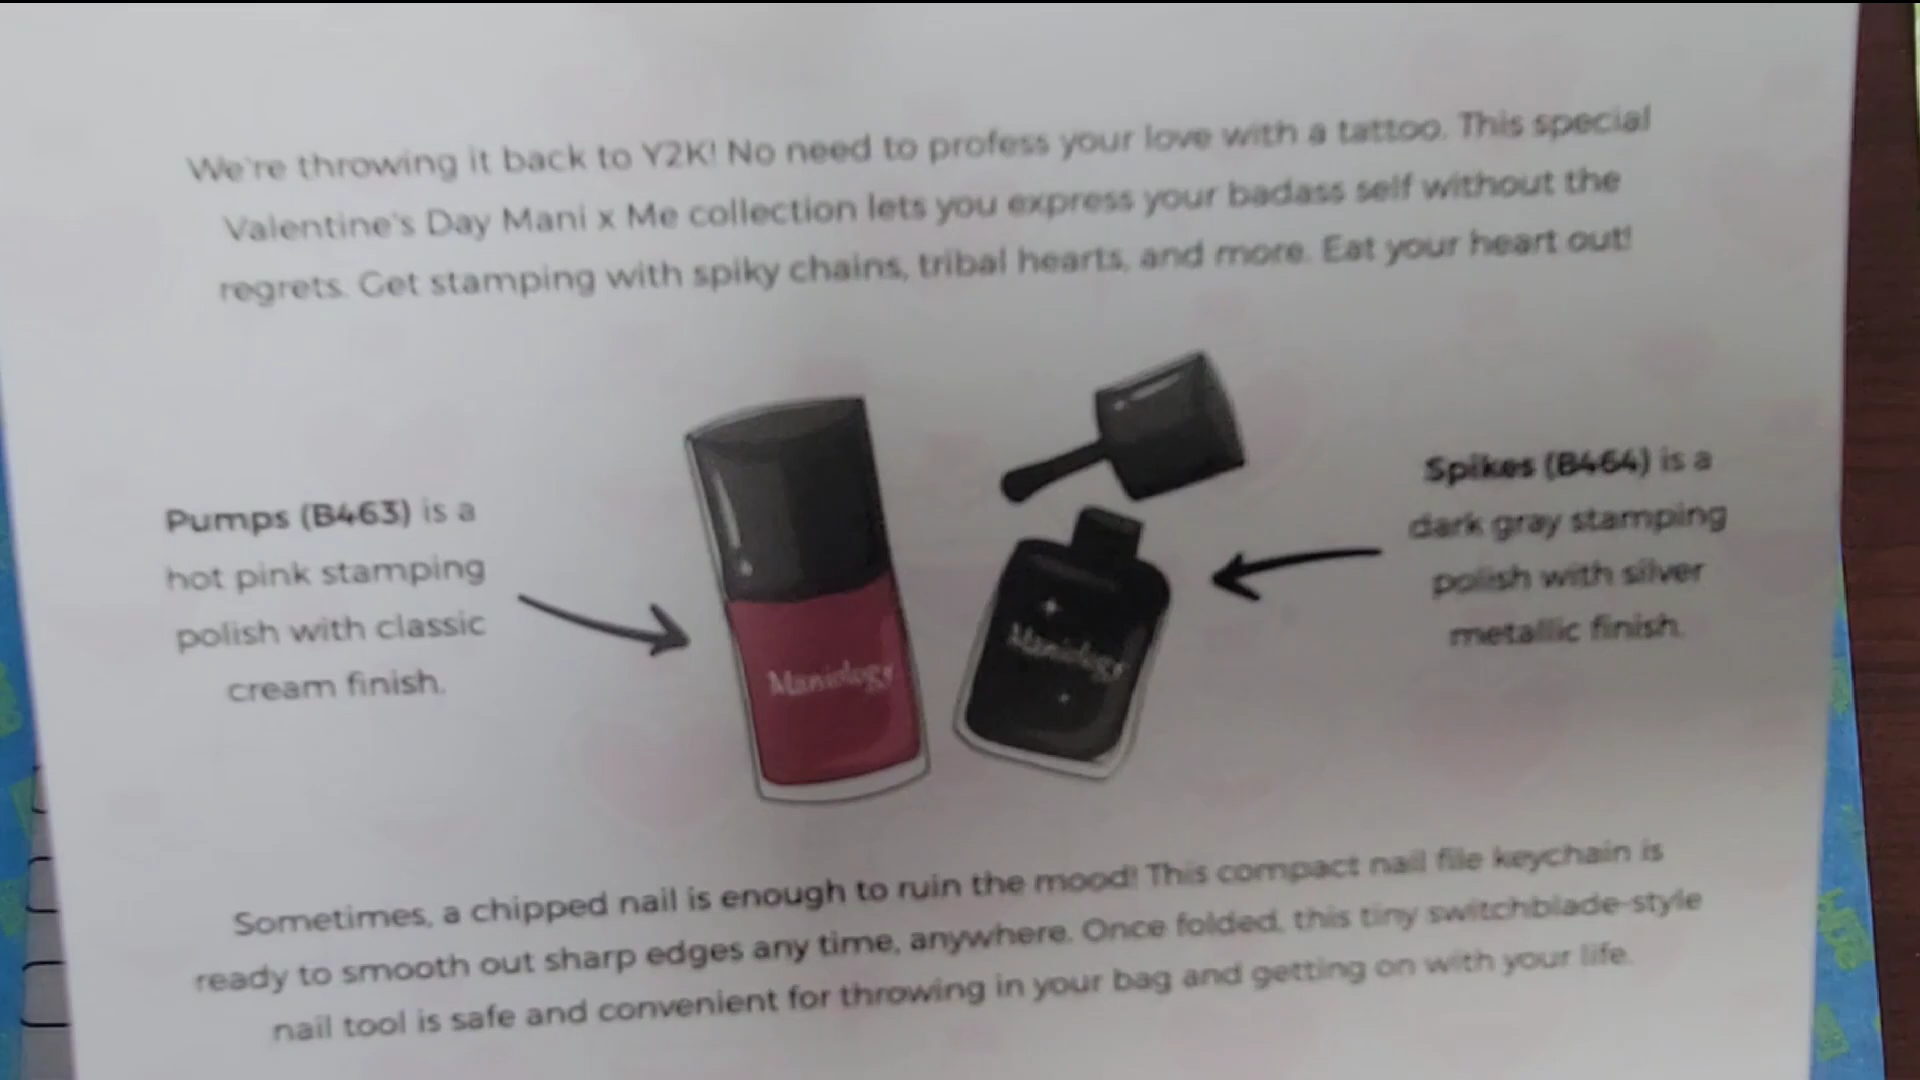 We're throwing it back to Y2K! No need to profess your love with a tattoo. This special
Valentine's Day Mani x Me collection lets you express your badass self without the
regrets. Get stamping with spiky chains, tribal hearts, and more. Eat your heart out!
Pumps (B463) is a
hot pink stamping
polish with classic
cream finish.
Maniology
Maniology
Spikes (B464) is a
dark gray stamping
polish with silver
metallic finish.
Sometimes, a chipped nail is enough to ruin the mood! This compact nail file keychain is
ready to smooth out sharp edges any time, anywhere. Once folded, this tiny switchblade-style
nail tool is safe and convenient for throwing in your bag and getting on with your life.